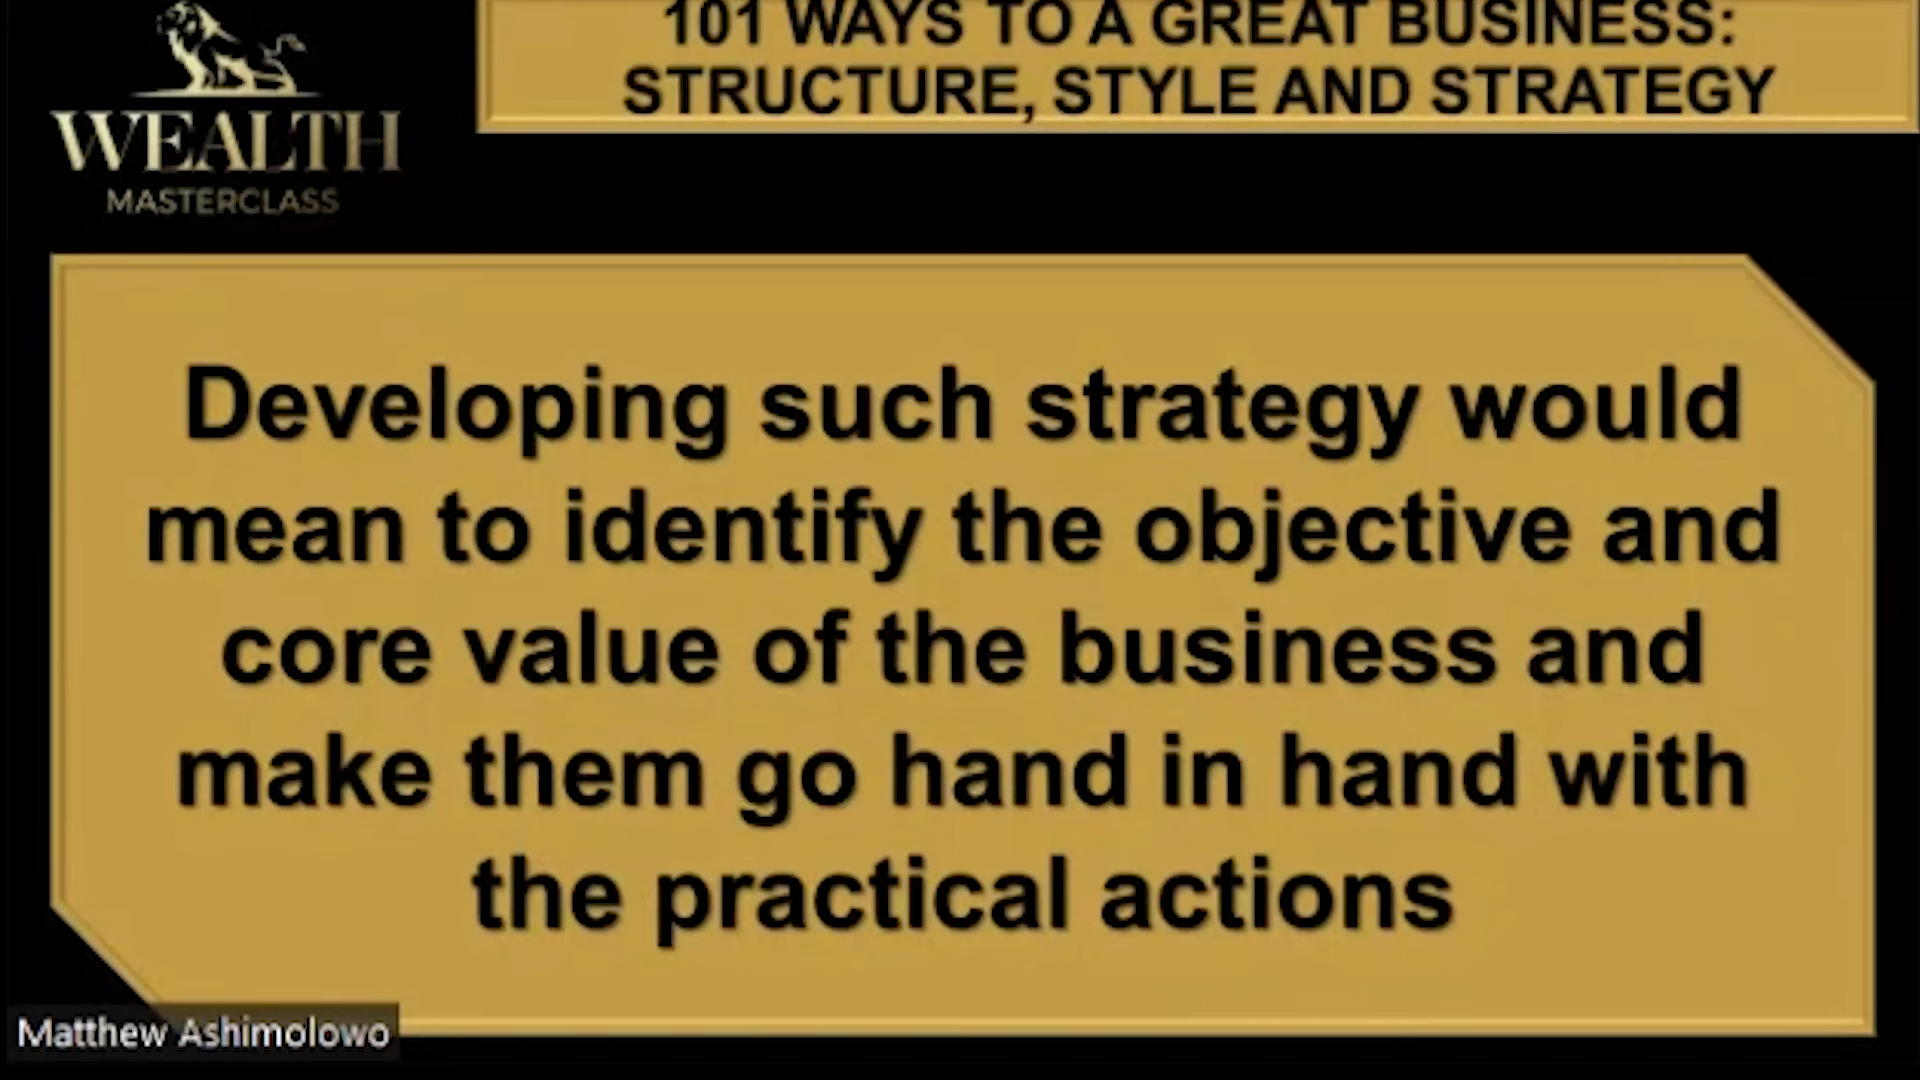 101 WAYS TO A GREAT BUSINESS:
STRUCTURE, STYLE AND STRATEGY
WEALTH
MASTERCLASS
Developing such strategy would
mean to identify the objective and
core value of the business and
make them go hand in hand with
the practical actions
Matthew Ashimolowo